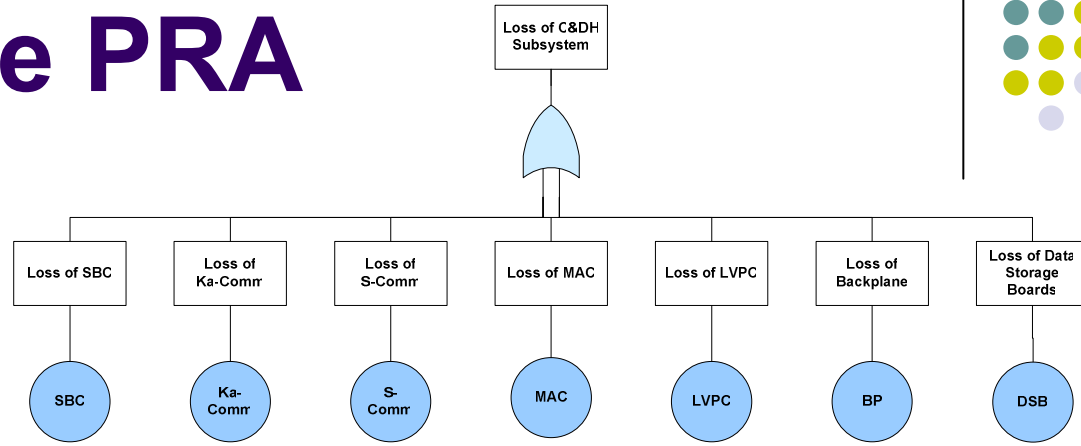 e PRA
Loss of C&DH
Subsystem
Loss of SBC
Loss of
Ka-Comm
Loss of
S-Comm
Loss of MAC
Loss of LVPC
Loss of
Backplane
Loss of Data
Storage
Boards
SBC
Ka-
Comm
S-
Comm
MAC
LVPC
BP
DSB